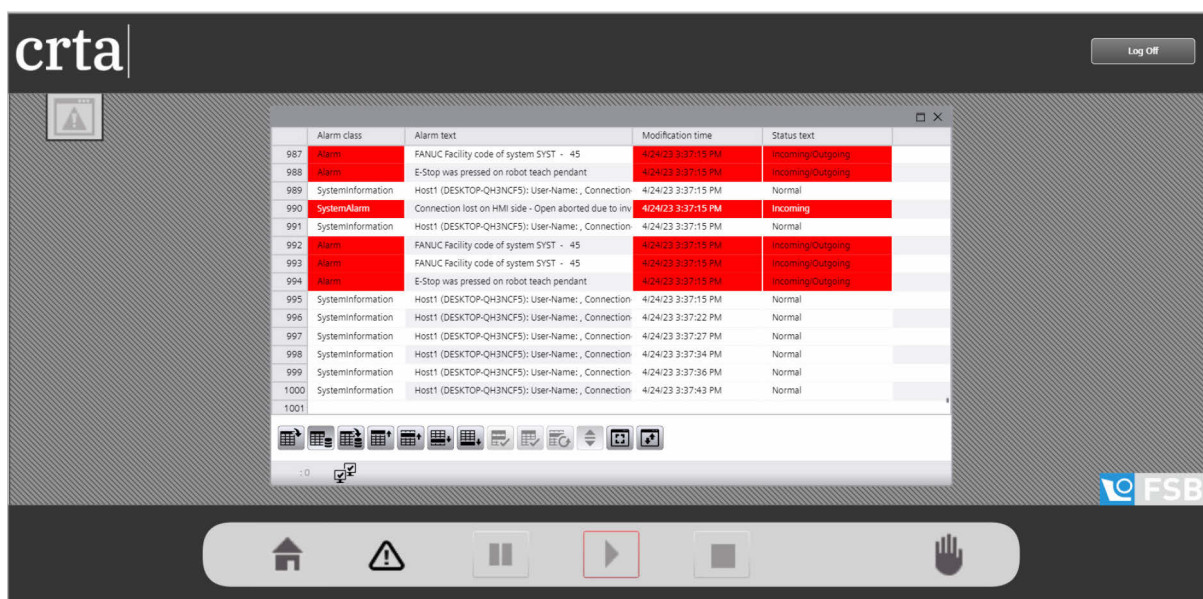 crta
Log Off
Alarm class Alarm text Modification time Status text
987 Alarm FANUC Facility code of system SYST - 45 4/24/23 3:37:15 PM Incoming/Outgoing
988 Alarm E-Stop was pressed on robot teach pendant 4/24/23 3:37:15 PM Incoming/Outgoing
989 SystemInformation Host1 (DESKTOP-QH3NCF5): User-Name: , Connection- 4/24/23 3:37:15 PM Normal
990 SystemAlarm Connection lost on HMI side - Open aborted due to inv 4/24/23 3:37:15 PM Incoming
991 SystemInformation Host1 (DESKTOP-QH3NCF5): User-Name: , Connection- 4/24/23 3:37:15 PM Normal
992 Alarm FANUC Facility code of system SYST - 45 4/24/23 3:37:15 PM Incoming/Outgoing
993 Alarm FANUC Facility code of system SYST - 45 4/24/23 3:37:15 PM Incoming/Outgoing
994 Alarm E-Stop was pressed on robot teach pendant 4/24/23 3:37:15 PM Incoming/Outgoing
995 SystemInformation Host1 (DESKTOP-QH3NCF5): User-Name: , Connection- 4/24/23 3:37:15 PM Normal
996 SystemInformation Host1 (DESKTOP-QH3NCF5): User-Name: , Connection- 4/24/23 3:37:22 PM Normal
997 SystemInformation Host1 (DESKTOP-QH3NCF5): User-Name: , Connection- 4/24/23 3:37:27 PM Normal
998 SystemInformation Host1 (DESKTOP-QH3NCF5): User-Name: , Connection- 4/24/23 3:37:34 PM Normal
999 SystemInformation Host1 (DESKTOP-QH3NCF5): User-Name: , Connection- 4/24/23 3:37:36 PM Normal
1000 SystemInformation Host1 (DESKTOP-QH3NCF5): User-Name: , Connection- 4/24/23 3:37:43 PM Normal
1001
: 0
FSB